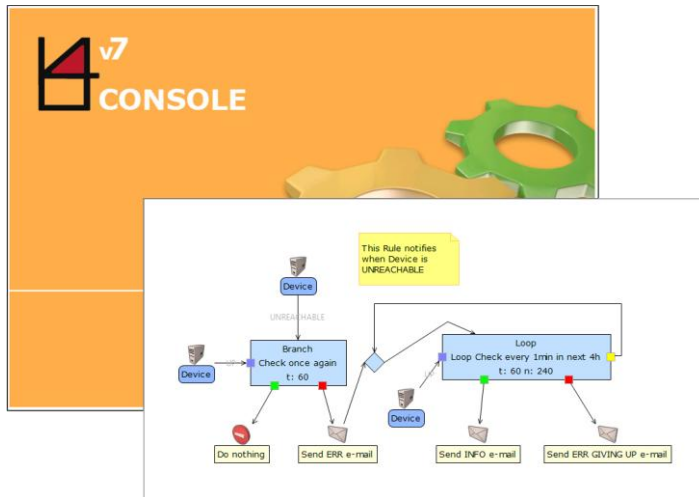 v7
CONSOLE
This Rule notifies
when Device is
UNREACHABLE
Device
UNREACHABLE
Branch
Check once again
t: 60
UP
Device
Loop
Loop Check every 1min in next 4h
t: 60 n: 240
UP
Device
Do nothing
Send ERR e-mail
Send INFO e-mail
Send ERR GIVING UP e-mail